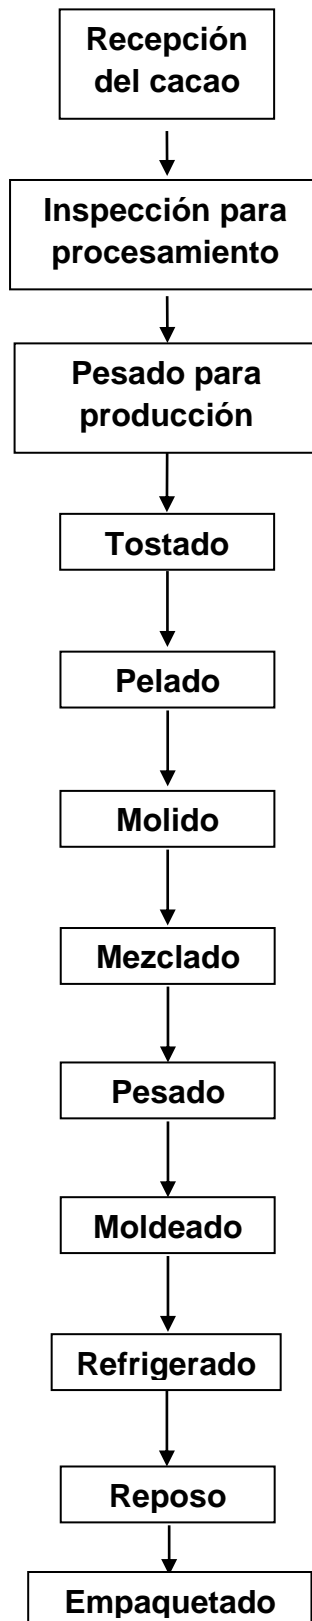 Recepción
del cacao
Inspección para
procesamiento
Pesado para
producción
Tostado
Pelado
Molido
Mezclado
Pesado
Moldeado
Refrigerado
Reposo
Empaquetado